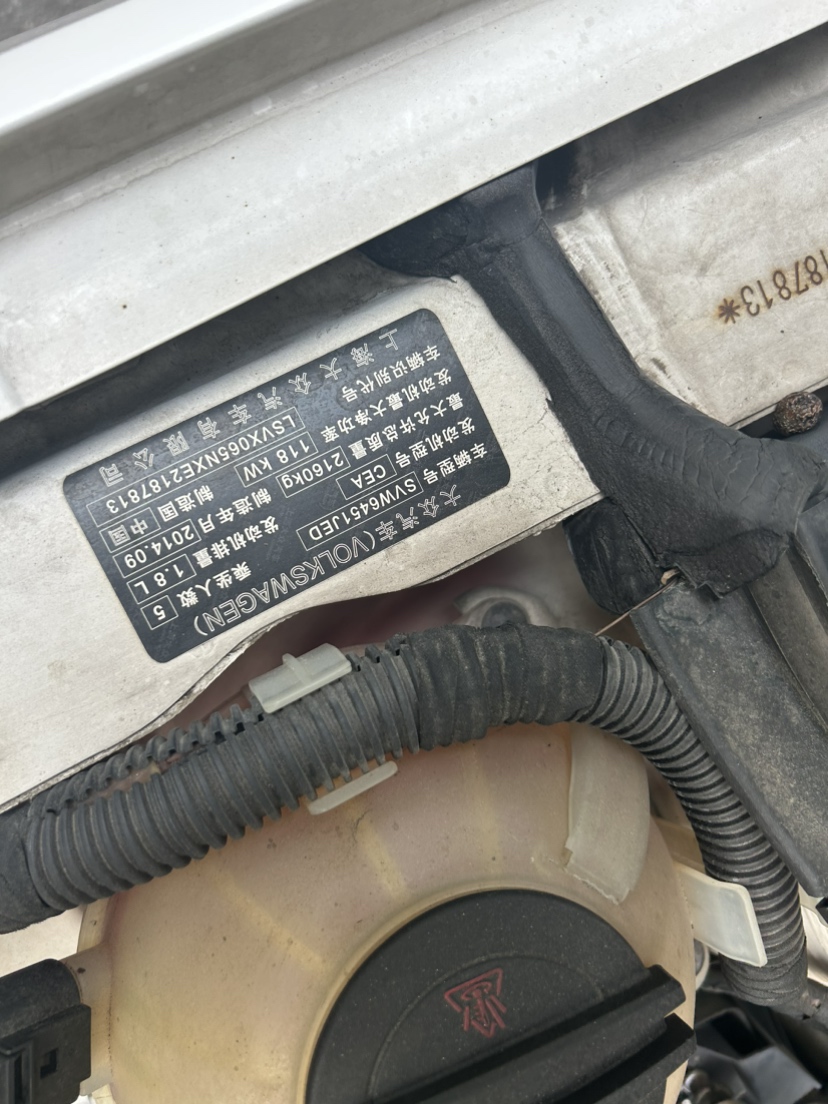 大众汽车(VOLKSWAGEN)
车辆型号 SVW6451JED 乘坐人数 5
发动机型号 CEA 发动机排量 1.8 L
最大允许总质量 2160kg 制造年月 2014.09
发动机最大净功率 118 kW 制造国 中国
车辆识别代号 LSVX065NXE2187813
上海大众汽车有限公司
187813*